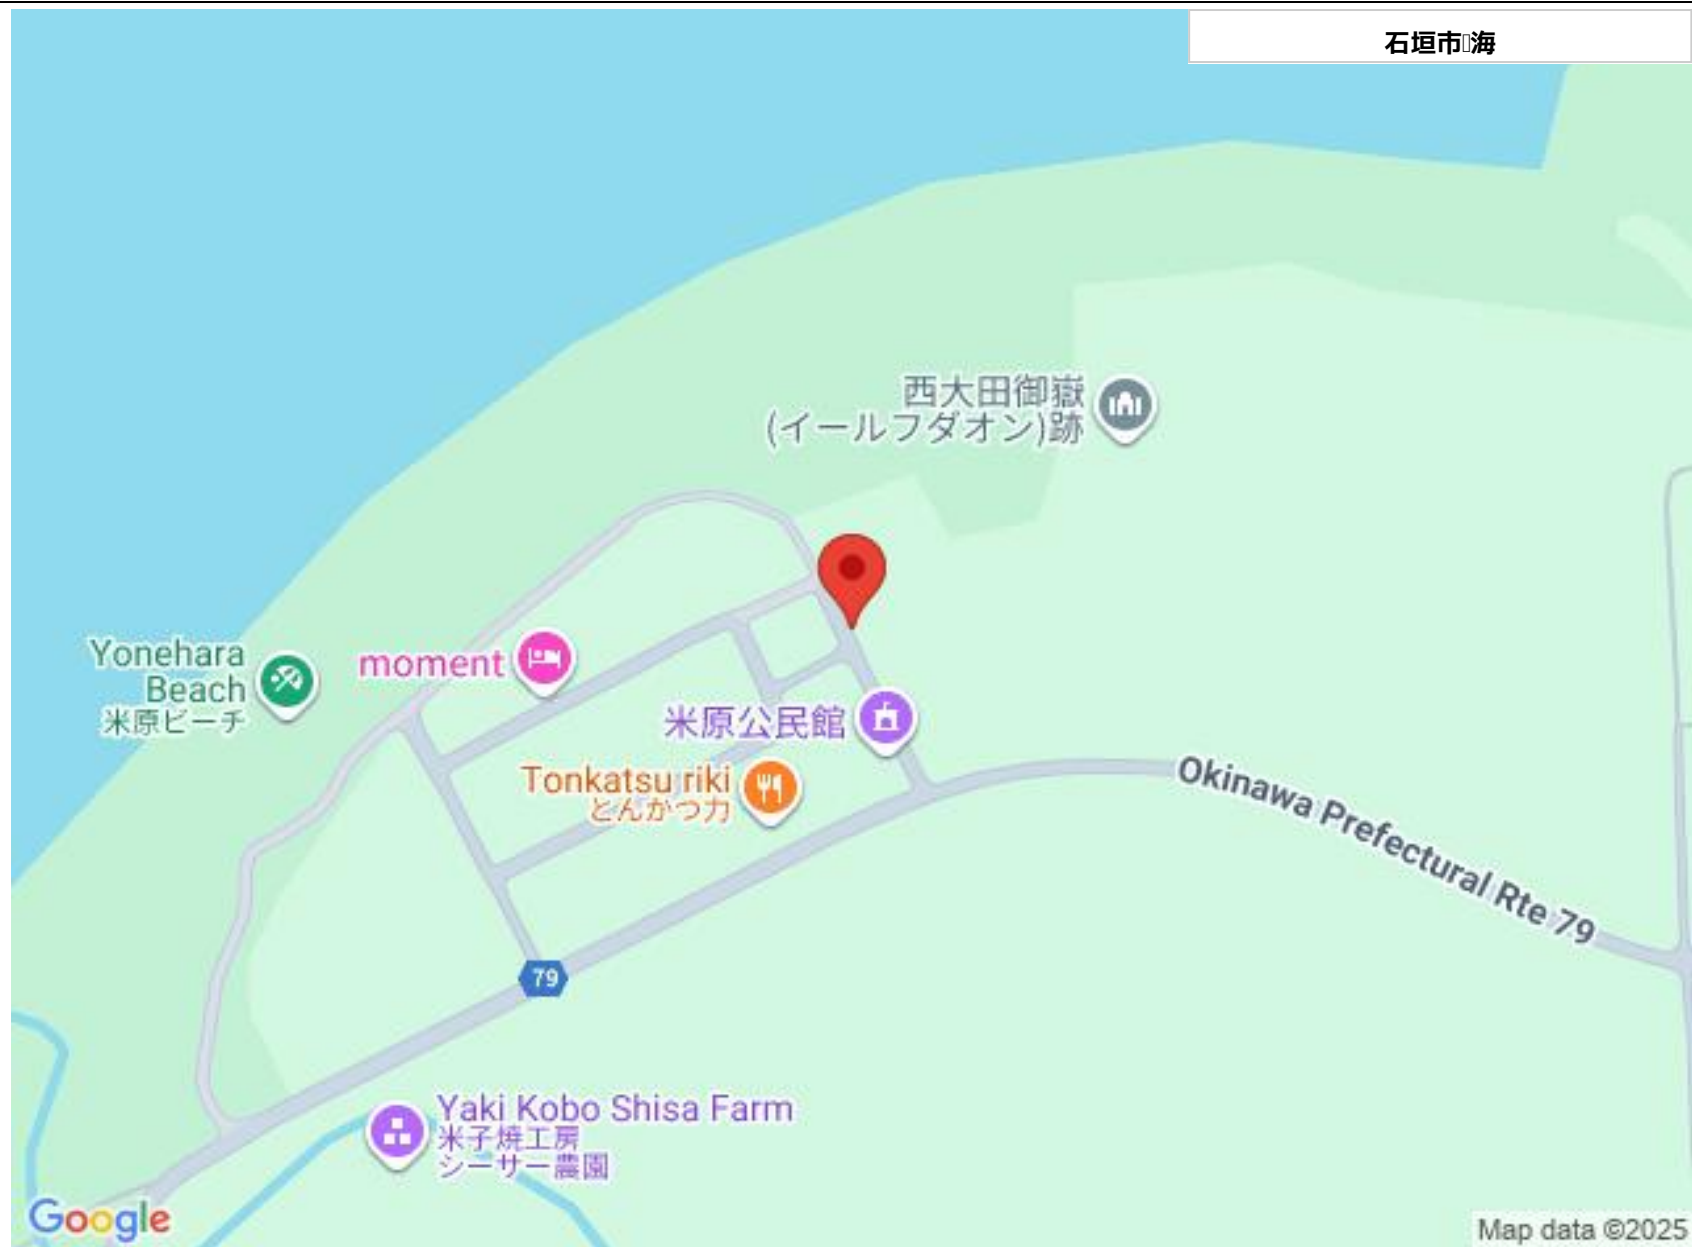 石垣市▯海
西大田御嶽
(イールフダオン)跡
Yonehara
Beach
米原ビーチ
moment
米原公民館
Tonkatsu riki
とんかつ力
Okinawa Prefectural Rte 79
79
Yaki Kobo Shisa Farm
米子焼工房
シーサー農園
Google
Map data ©2025